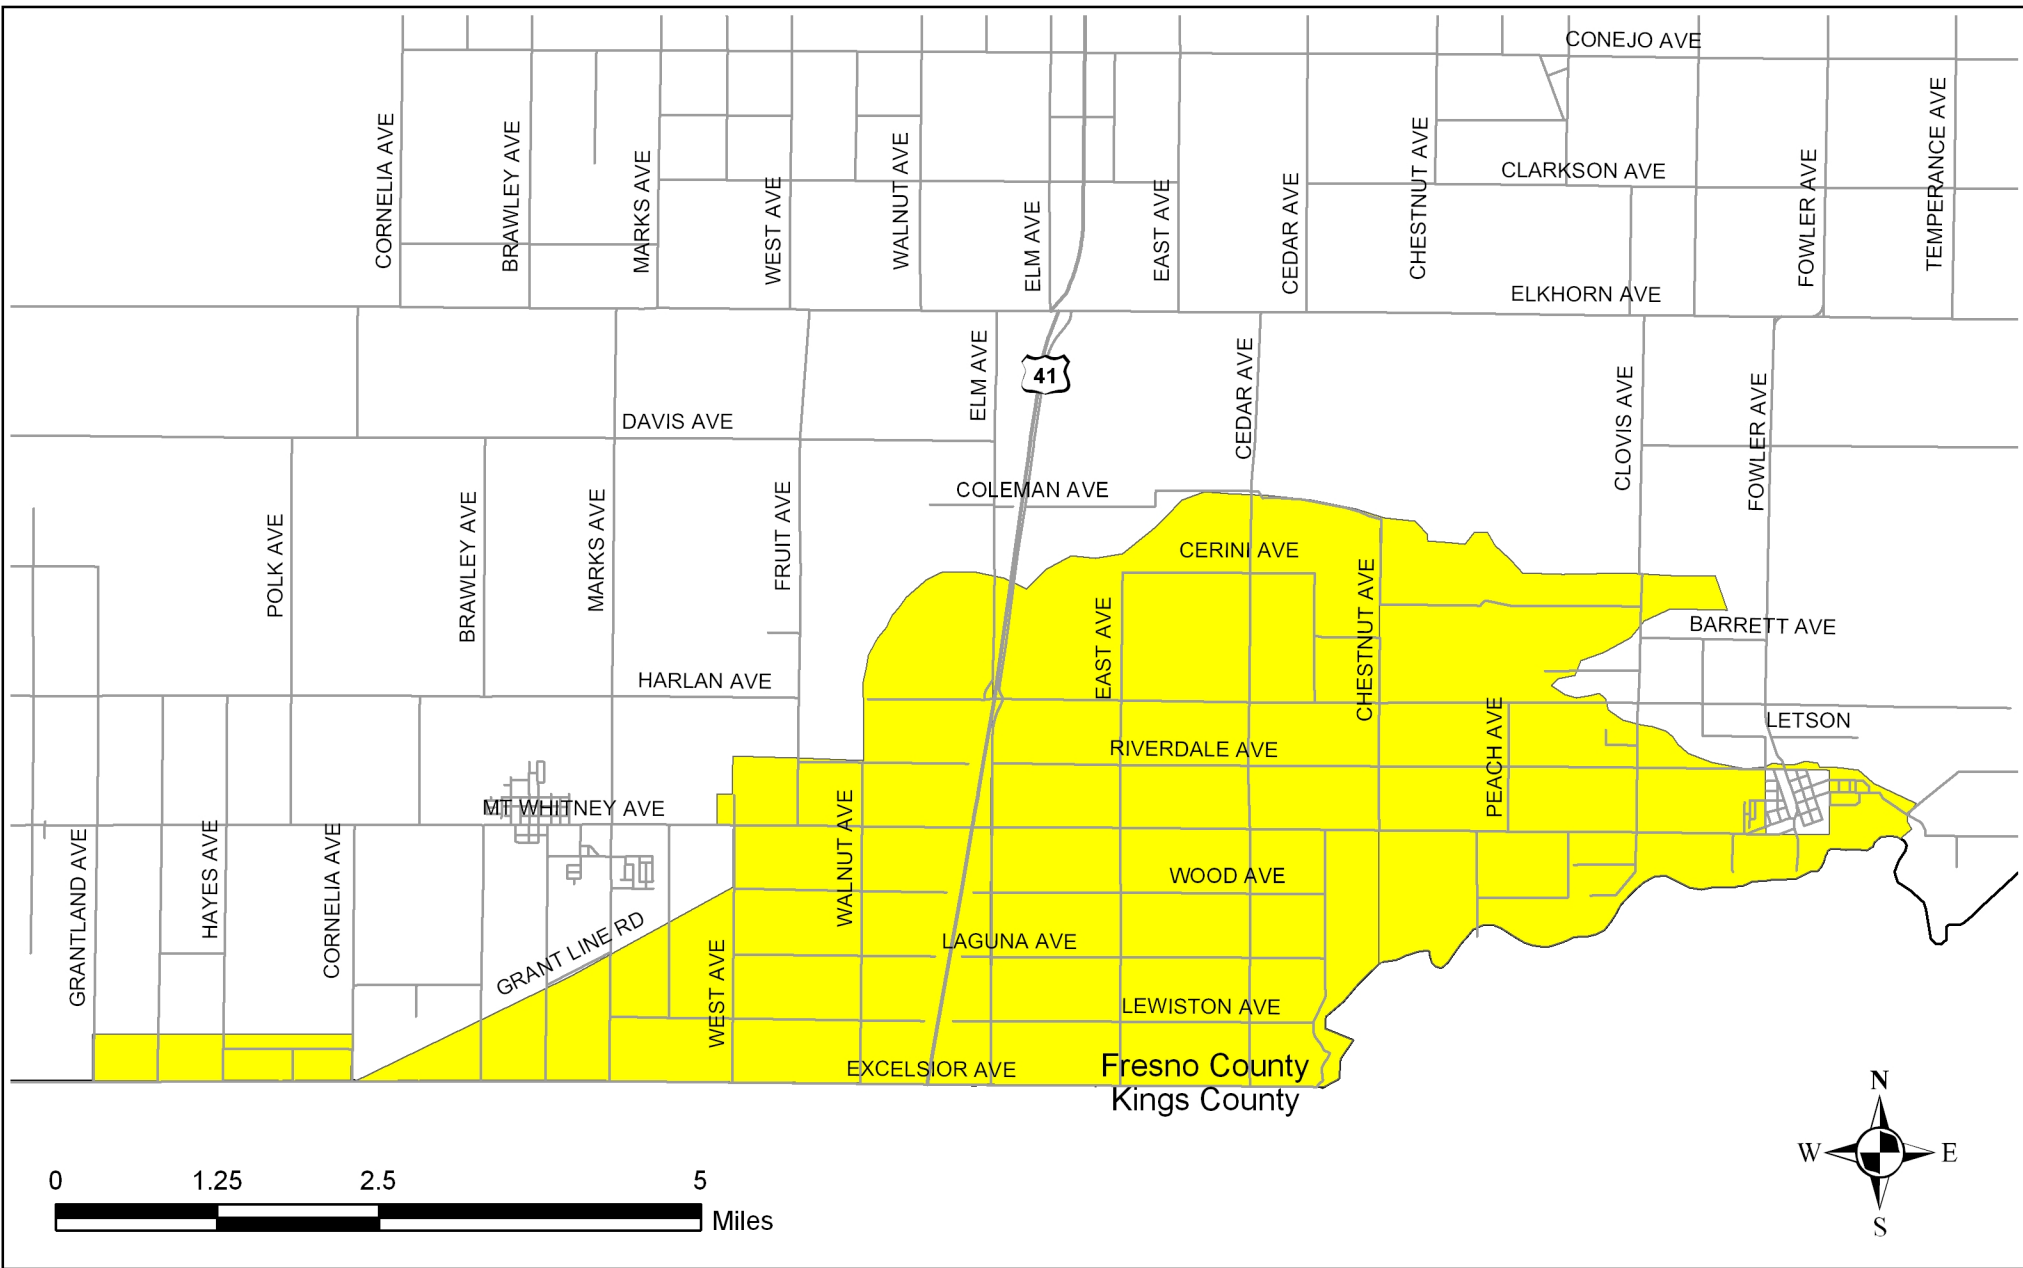 CONEJO AVE
CORNELIA AVE
BRAWLEY AVE
MARKS AVE
WEST AVE
WALNUT AVE
ELM AVE
EAST AVE
CEDAR AVE
CHESTNUT AVE
CLARKSON AVE
FOWLER AVE
TEMPERANCE AVE
ELKHORN AVE
ELM AVE
41
CEDAR AVE
CLOVIS AVE
FOWLER AVE
DAVIS AVE
COLEMAN AVE
POLK AVE
BRAWLEY AVE
MARKS AVE
FRUIT AVE
CERINI AVE
EAST AVE
CHESTNUT AVE
BARRETT AVE
HARLAN AVE
PEACH AVE
LETSON
RIVERDALE AVE
MT WHITNEY AVE
GRANTLAND AVE
HAYES AVE
CORNELIA AVE
WALNUT AVE
WOOD AVE
GRANT LINE RD
WEST AVE
LAGUNA AVE
LEWISTON AVE
EXCELSIOR AVE
Fresno County
Kings County
N
W E
S
0 1.25 2.5 5
Miles